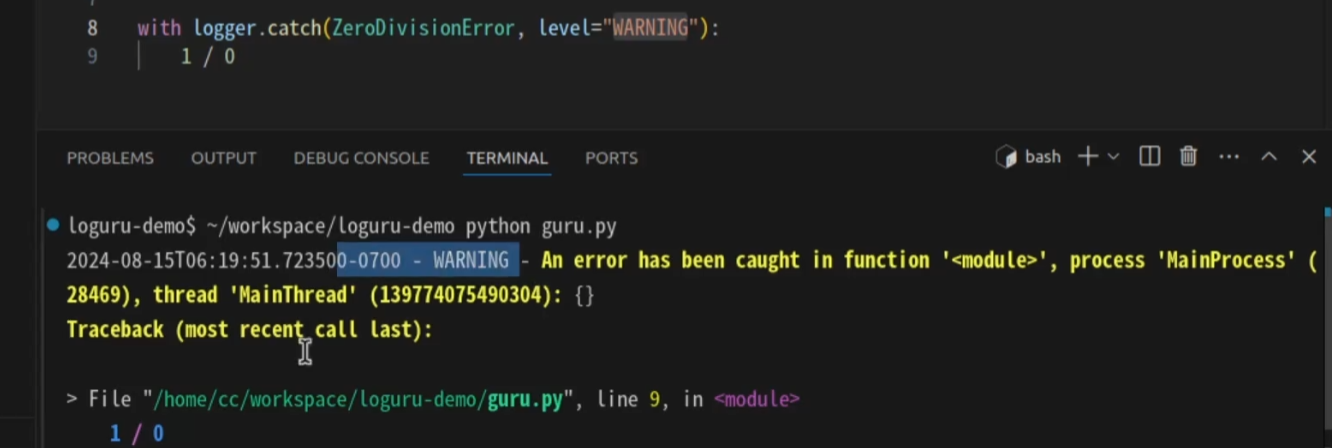 8 with logger.catch(ZeroDivisionError, level="WARNING"):
9 1 / 0
PROBLEMS OUTPUT DEBUG CONSOLE TERMINAL PORTS bash
loguru-demo$ ~/workspace/loguru-demo python guru.py
2024-08-15T06:19:51.723500-0700 - WARNING - An error has been caught in function '<module>', process 'MainProcess' (
28469), thread 'MainThread' (139774075490304): {}
Traceback (most recent call last):
> File "/home/cc/workspace/loguru-demo/guru.py", line 9, in <module>
1 / 0